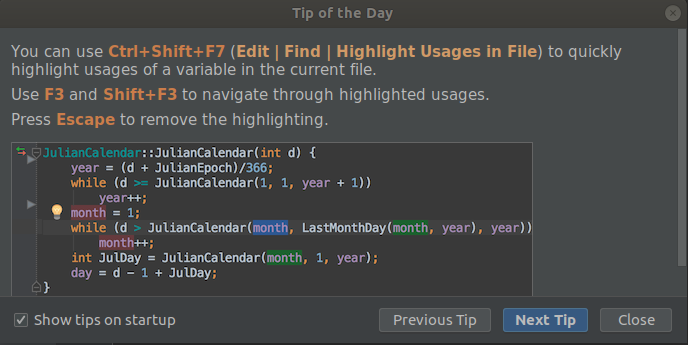 Tip of the Day
You can use Ctrl+Shift+F7 (Edit | Find | Highlight Usages in File) to quickly
highlight usages of a variable in the current file.
Use F3 and Shift+F3 to navigate through highlighted usages.
Press Escape to remove the highlighting.
JulianCalendar::JulianCalendar(int d) {
year = (d + JulianEpoch)/366;
while (d >= JulianCalendar(1, 1, year + 1))
year++;
month = 1;
while (d > JulianCalendar(month, LastMonthDay(month, year), year))
month++;
int JulDay = JulianCalendar(month, 1, year);
day = d - 1 + JulDay;
}
Show tips on startup
Previous Tip
Next Tip
Close